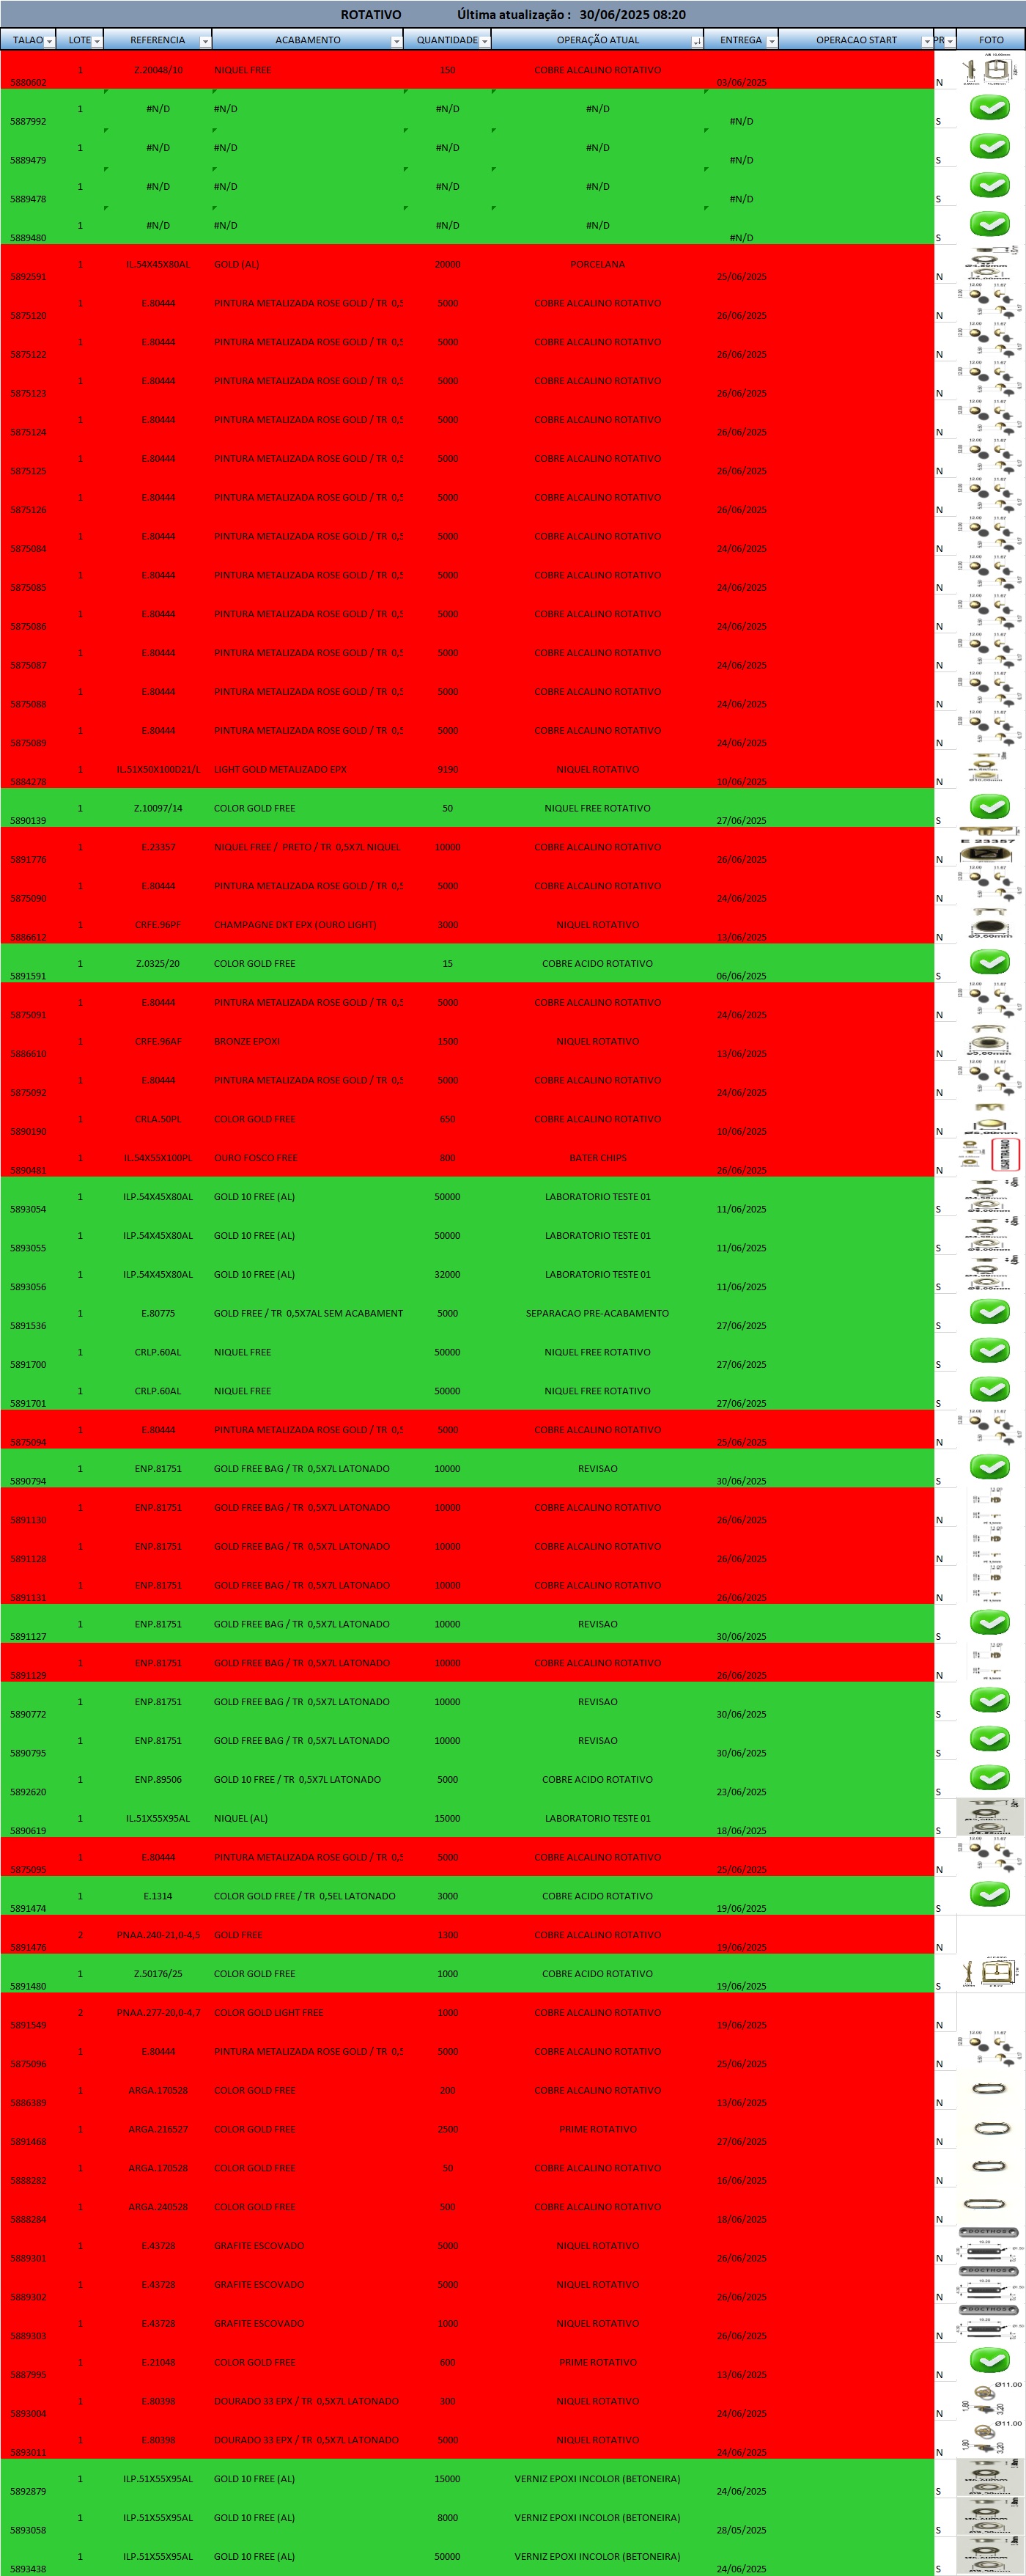 ROTATIVO Última atualização : 30/06/2025 08:20
TALAO LOTE REFERENCIA ACABAMENTO QUANTIDADE OPERAÇÃO ATUAL ENTREGA OPERACAO START PR FOTO
5880602 1 Z.20048/10 NIQUEL FREE 150 COBRE ALCALINO ROTATIVO 03/06/2025 N
5887992 1 #N/D #N/D #N/D #N/D #N/D S
5889479 1 #N/D #N/D #N/D #N/D #N/D S
5889478 1 #N/D #N/D #N/D #N/D #N/D S
5889480 1 #N/D #N/D #N/D #N/D #N/D S
5892591 1 IL.54X45X80AL GOLD (AL) 20000 PORCELANA 25/06/2025 N
5875120 1 E.80444 PINTURA METALIZADA ROSE GOLD / TR 0,5 5000 COBRE ALCALINO ROTATIVO 26/06/2025 N
5875122 1 E.80444 PINTURA METALIZADA ROSE GOLD / TR 0,5 5000 COBRE ALCALINO ROTATIVO 26/06/2025 N
5875123 1 E.80444 PINTURA METALIZADA ROSE GOLD / TR 0,5 5000 COBRE ALCALINO ROTATIVO 26/06/2025 N
5875124 1 E.80444 PINTURA METALIZADA ROSE GOLD / TR 0,5 5000 COBRE ALCALINO ROTATIVO 26/06/2025 N
5875125 1 E.80444 PINTURA METALIZADA ROSE GOLD / TR 0,5 5000 COBRE ALCALINO ROTATIVO 26/06/2025 N
5875126 1 E.80444 PINTURA METALIZADA ROSE GOLD / TR 0,5 5000 COBRE ALCALINO ROTATIVO 26/06/2025 N
5875084 1 E.80444 PINTURA METALIZADA ROSE GOLD / TR 0,5 5000 COBRE ALCALINO ROTATIVO 24/06/2025 N
5875085 1 E.80444 PINTURA METALIZADA ROSE GOLD / TR 0,5 5000 COBRE ALCALINO ROTATIVO 24/06/2025 N
5875086 1 E.80444 PINTURA METALIZADA ROSE GOLD / TR 0,5 5000 COBRE ALCALINO ROTATIVO 24/06/2025 N
5875087 1 E.80444 PINTURA METALIZADA ROSE GOLD / TR 0,5 5000 COBRE ALCALINO ROTATIVO 24/06/2025 N
5875088 1 E.80444 PINTURA METALIZADA ROSE GOLD / TR 0,5 5000 COBRE ALCALINO ROTATIVO 24/06/2025 N
5875089 1 E.80444 PINTURA METALIZADA ROSE GOLD / TR 0,5 5000 COBRE ALCALINO ROTATIVO 24/06/2025 N
5884278 1 IL.51X50X100D21/L LIGHT GOLD METALIZADO EPX 9190 NIQUEL ROTATIVO 10/06/2025 N
5890139 1 Z.10097/14 COLOR GOLD FREE 50 NIQUEL FREE ROTATIVO 27/06/2025 S
5891776 1 E.23357 NIQUEL FREE / PRETO / TR 0,5X7L NIQUEL 10000 COBRE ALCALINO ROTATIVO 26/06/2025 N E 23357
5875090 1 E.80444 PINTURA METALIZADA ROSE GOLD / TR 0,5 5000 COBRE ALCALINO ROTATIVO 24/06/2025 N
5886612 1 CRFE.96PF CHAMPAGNE DKT EPX (OURO LIGHT) 3000 NIQUEL ROTATIVO 13/06/2025 N
5891591 1 Z.0325/20 COLOR GOLD FREE 15 COBRE ACIDO ROTATIVO 06/06/2025 S
5875091 1 E.80444 PINTURA METALIZADA ROSE GOLD / TR 0,5 5000 COBRE ALCALINO ROTATIVO 24/06/2025 N
5886610 1 CRFE.96AF BRONZE EPOXI 1500 NIQUEL ROTATIVO 13/06/2025 N
5875092 1 E.80444 PINTURA METALIZADA ROSE GOLD / TR 0,5 5000 COBRE ALCALINO ROTATIVO 24/06/2025 N
5890190 1 CRLA.50PL COLOR GOLD FREE 650 COBRE ALCALINO ROTATIVO 10/06/2025 N
5890481 1 IL.54X55X100PL OURO FOSCO FREE 800 BATER CHIPS 26/06/2025 N
5893054 1 ILP.54X45X80AL GOLD 10 FREE (AL) 50000 LABORATORIO TESTE 01 11/06/2025 S
5893055 1 ILP.54X45X80AL GOLD 10 FREE (AL) 50000 LABORATORIO TESTE 01 11/06/2025 S
5893056 1 ILP.54X45X80AL GOLD 10 FREE (AL) 32000 LABORATORIO TESTE 01 11/06/2025 S
5891536 1 E.80775 GOLD FREE / TR 0,5X7AL SEM ACABAMENT 5000 SEPARACAO PRE-ACABAMENTO 27/06/2025 S
5891700 1 CRLP.60AL NIQUEL FREE 50000 NIQUEL FREE ROTATIVO 27/06/2025 S
5891701 1 CRLP.60AL NIQUEL FREE 50000 NIQUEL FREE ROTATIVO 27/06/2025 S
5875094 1 E.80444 PINTURA METALIZADA ROSE GOLD / TR 0,5 5000 COBRE ALCALINO ROTATIVO 25/06/2025 N
5890794 1 ENP.81751 GOLD FREE BAG / TR 0,5X7L LATONADO 10000 REVISAO 30/06/2025 S
5891130 1 ENP.81751 GOLD FREE BAG / TR 0,5X7L LATONADO 10000 COBRE ALCALINO ROTATIVO 26/06/2025 N
5891128 1 ENP.81751 GOLD FREE BAG / TR 0,5X7L LATONADO 10000 COBRE ALCALINO ROTATIVO 26/06/2025 N
5891131 1 ENP.81751 GOLD FREE BAG / TR 0,5X7L LATONADO 10000 COBRE ALCALINO ROTATIVO 26/06/2025 N
5891127 1 ENP.81751 GOLD FREE BAG / TR 0,5X7L LATONADO 10000 REVISAO 30/06/2025 S
5891129 1 ENP.81751 GOLD FREE BAG / TR 0,5X7L LATONADO 10000 COBRE ALCALINO ROTATIVO 26/06/2025 N
5890772 1 ENP.81751 GOLD FREE BAG / TR 0,5X7L LATONADO 10000 REVISAO 30/06/2025 S
5890795 1 ENP.81751 GOLD FREE BAG / TR 0,5X7L LATONADO 10000 REVISAO 30/06/2025 S
5892620 1 ENP.89506 GOLD 10 FREE / TR 0,5X7L LATONADO 5000 COBRE ACIDO ROTATIVO 23/06/2025 S
5890619 1 IL.51X55X95AL NIQUEL (AL) 15000 LABORATORIO TESTE 01 18/06/2025 S
5875095 1 E.80444 PINTURA METALIZADA ROSE GOLD / TR 0,5 5000 COBRE ALCALINO ROTATIVO 25/06/2025 N
5891474 1 E.1314 COLOR GOLD FREE / TR 0,5EL LATONADO 3000 COBRE ACIDO ROTATIVO 19/06/2025 S
5891476 2 PNAA.240-21,0-4,5 GOLD FREE 1300 COBRE ALCALINO ROTATIVO 19/06/2025 N
5891480 1 Z.50176/25 COLOR GOLD FREE 1000 COBRE ACIDO ROTATIVO 19/06/2025 S
5891549 2 PNAA.277-20,0-4,7 COLOR GOLD LIGHT FREE 1000 COBRE ALCALINO ROTATIVO 19/06/2025 N
5875096 1 E.80444 PINTURA METALIZADA ROSE GOLD / TR 0,5 5000 COBRE ALCALINO ROTATIVO 25/06/2025 N
5886389 1 ARGA.170528 COLOR GOLD FREE 200 COBRE ALCALINO ROTATIVO 13/06/2025 N
5891468 1 ARGA.216527 COLOR GOLD FREE 2500 PRIME ROTATIVO 27/06/2025 N
5888282 1 ARGA.170528 COLOR GOLD FREE 50 COBRE ALCALINO ROTATIVO 16/06/2025 N
5888284 1 ARGA.240528 COLOR GOLD FREE 500 COBRE ALCALINO ROTATIVO 18/06/2025 N
5889301 1 E.43728 GRAFITE ESCOVADO 5000 NIQUEL ROTATIVO 26/06/2025 N
5889302 1 E.43728 GRAFITE ESCOVADO 5000 NIQUEL ROTATIVO 26/06/2025 N
5889303 1 E.43728 GRAFITE ESCOVADO 1000 NIQUEL ROTATIVO 26/06/2025 N
5887995 1 E.21048 COLOR GOLD FREE 600 PRIME ROTATIVO 13/06/2025 N
5893004 1 E.80398 DOURADO 33 EPX / TR 0,5X7L LATONADO 300 NIQUEL ROTATIVO 24/06/2025 N Ø11.00 1,80 3,20
5893011 1 E.80398 DOURADO 33 EPX / TR 0,5X7L LATONADO 5000 NIQUEL ROTATIVO 24/06/2025 N Ø11.00 1,80 3,20
5892879 1 ILP.51X55X95AL GOLD 10 FREE (AL) 15000 VERNIZ EPOXI INCOLOR (BETONEIRA) 24/06/2025 S
5893058 1 ILP.51X55X95AL GOLD 10 FREE (AL) 8000 VERNIZ EPOXI INCOLOR (BETONEIRA) 28/05/2025 S
5893438 1 ILP.51X55X95AL GOLD 10 FREE (AL) 50000 VERNIZ EPOXI INCOLOR (BETONEIRA) 24/06/2025 S